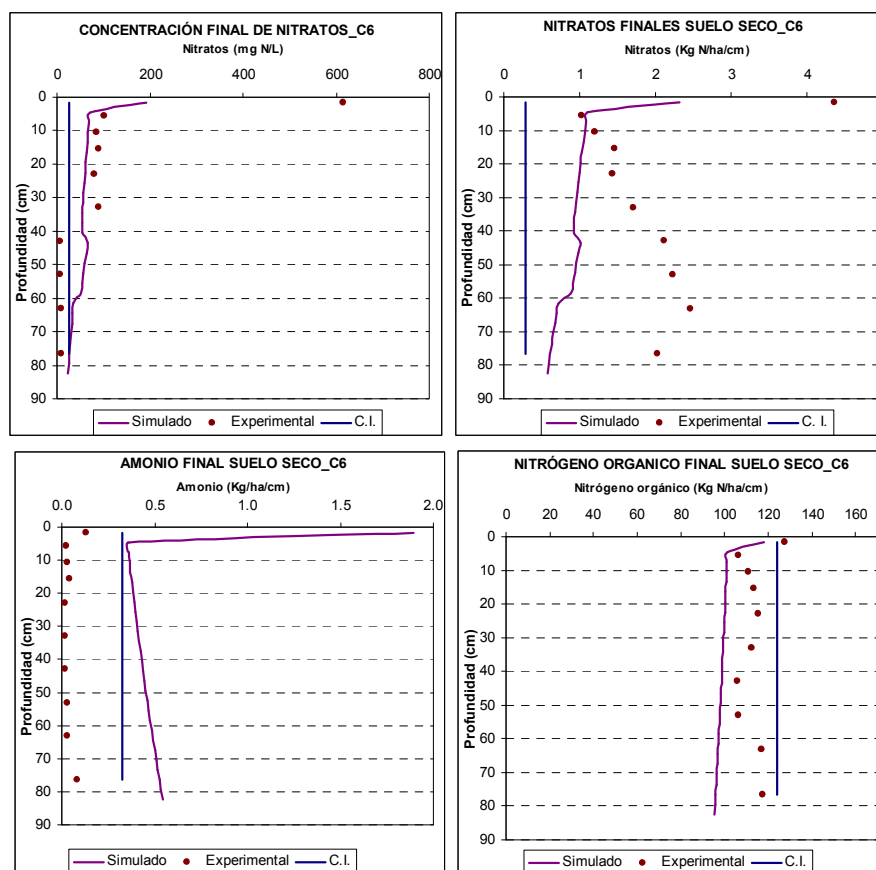 CONCENTRACIÓN FINAL DE NITRATOS_C6
Nitratos (mg N/L)
0 200 400 600 800
0
10
20
30
40
50
60
70
80
90
Profundidad (cm)
Simulado Experimental C.I.
NITRATOS FINALES SUELO SECO_C6
Nitratos (Kg N/ha/cm)
0 1 2 3 4
0
10
20
30
40
50
60
70
80
90
Profundidad (cm)
Simulado Experimental C. I.
AMONIO FINAL SUELO SECO_C6
Amonio (Kg/ha/cm)
0.0 0.5 1.0 1.5 2.0
0
10
20
30
40
50
60
70
80
90
Profundidad (cm)
Simulado Experimental C.I.
NITRÓGENO ORGANICO FINAL SUELO SECO_C6
Nitrógeno orgánico (Kg N/ha/cm)
0 20 40 60 80 100 120 140 160
0
10
20
30
40
50
60
70
80
90
Profundidad (cm)
Simulado Experimental C.I.